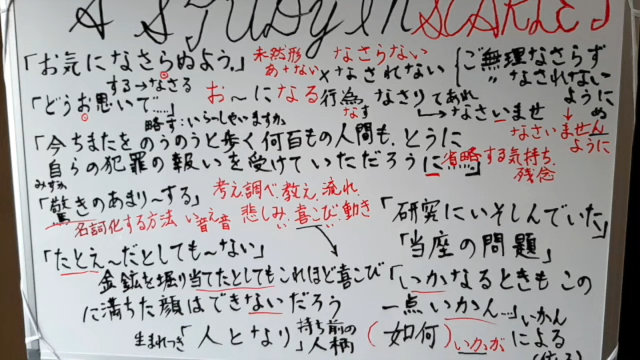 A STUDY IN SCARLET
「お気になさらぬよう。」 未然形 なさらない
あ+ない ×なさ れない
するーなさる
ご無理なさらず
〃 なされない
ように
「どうお思いで.....」 お〜になる 行為 なさりてあれ
なす
略す:いらっしゃいますか
→なさいませ
め
なさいません
ように
「今ちまたをのうのうと歩く何百もの人間も、とうに
自らの犯罪の報いを受けていただろうに」
省略する気持ち、
残念
みずか
「驚きのあまり〜する」 考え 調べ、教え、流れ
名詞化する方法 い音 え音 悲しみ、喜こび、動き
「研究にいそしんでいた」
「たとえ〜だとしても〜ない」
「当座の問題」
金鉱を堀り当てたとしてもこれほど喜こび
に満ちた顔はできないだろう
「いかなるときも この
一点いかん...」 いかん
生まれつき「人となり」持ち前の
人柄
(如何) いかが による